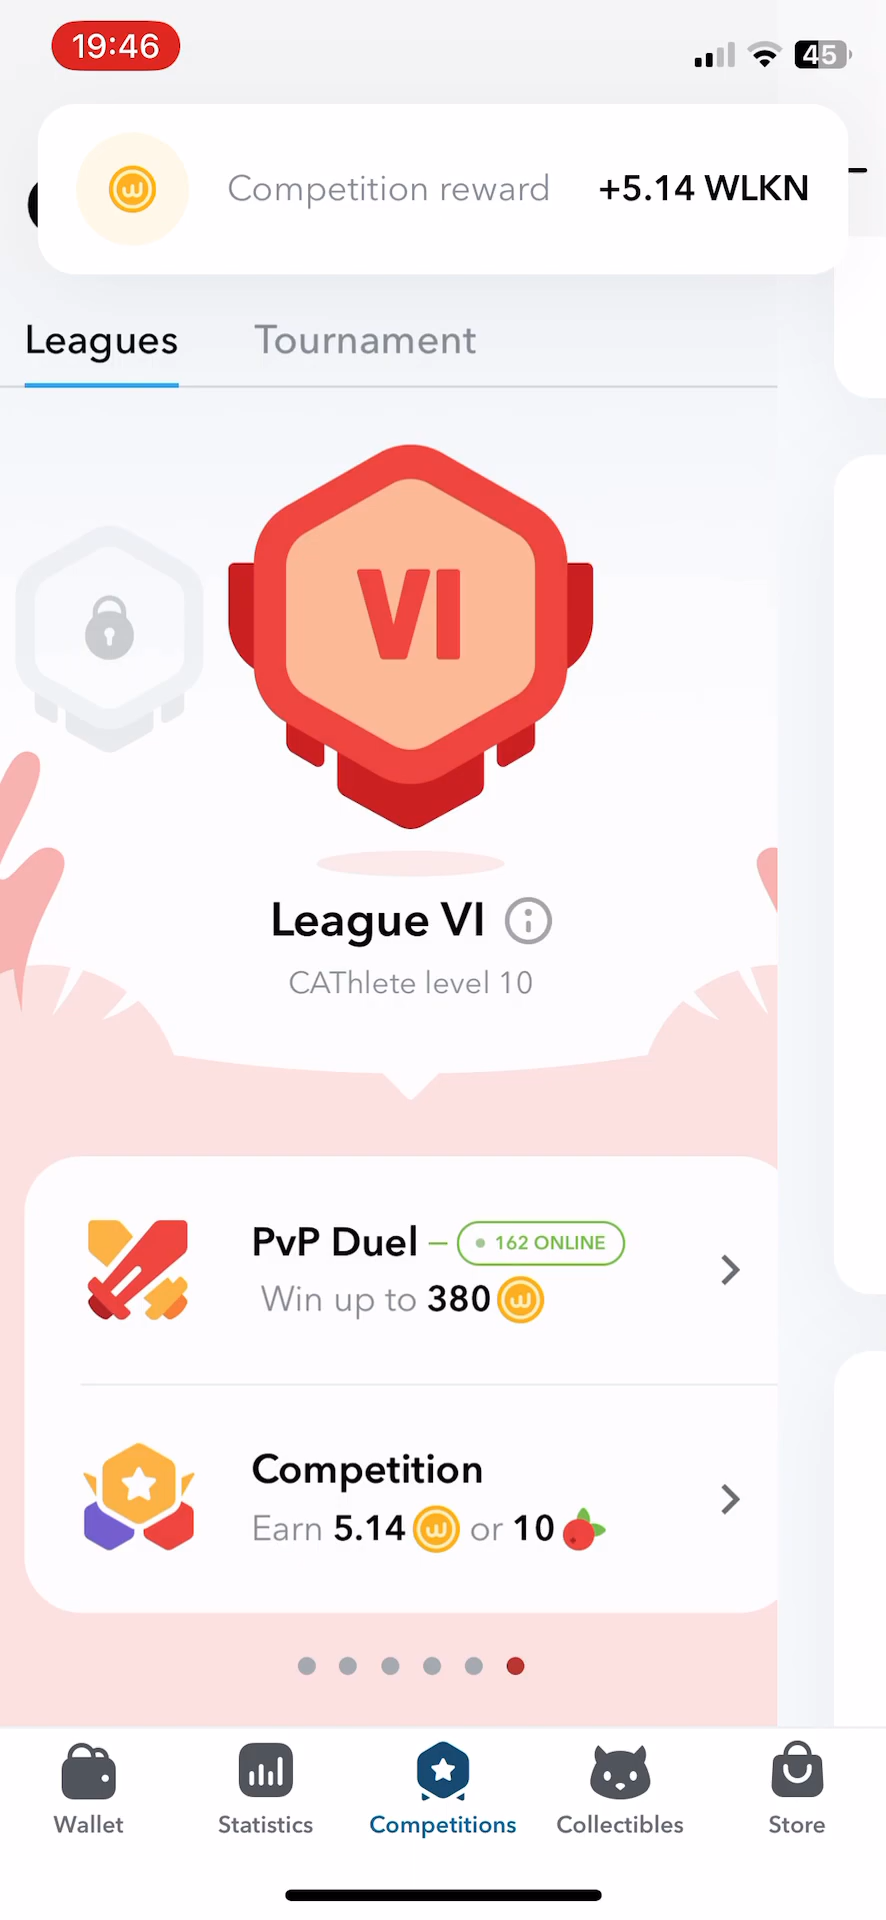 19:46
45
Competition reward +5.14 WLKN
Leagues Tournament
VI
League VI
CAThlete level 10
PvP Duel – 162 ONLINE
Win up to 380
Competition
Earn 5.14 or 10
Wallet Statistics Competitions Collectibles Store